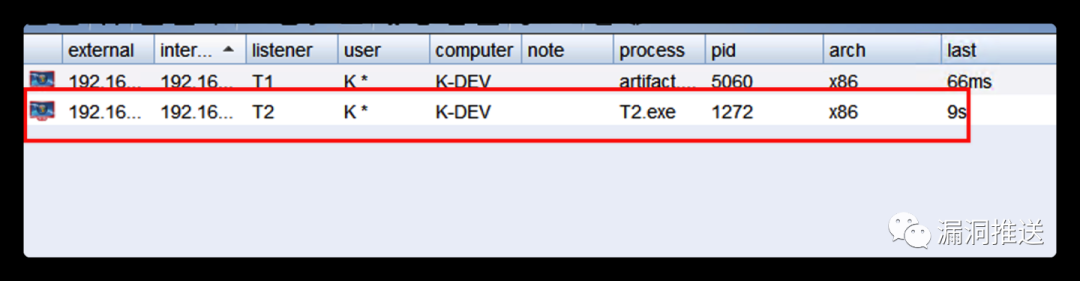 external inter... listener user computer note process pid arch last
192.16... 192.16... T1 K * K-DEV artifact.... 5060 x86 66ms
192.16... 192.16... T2 K * K-DEV T2.exe 1272 x86 9s
漏洞推送